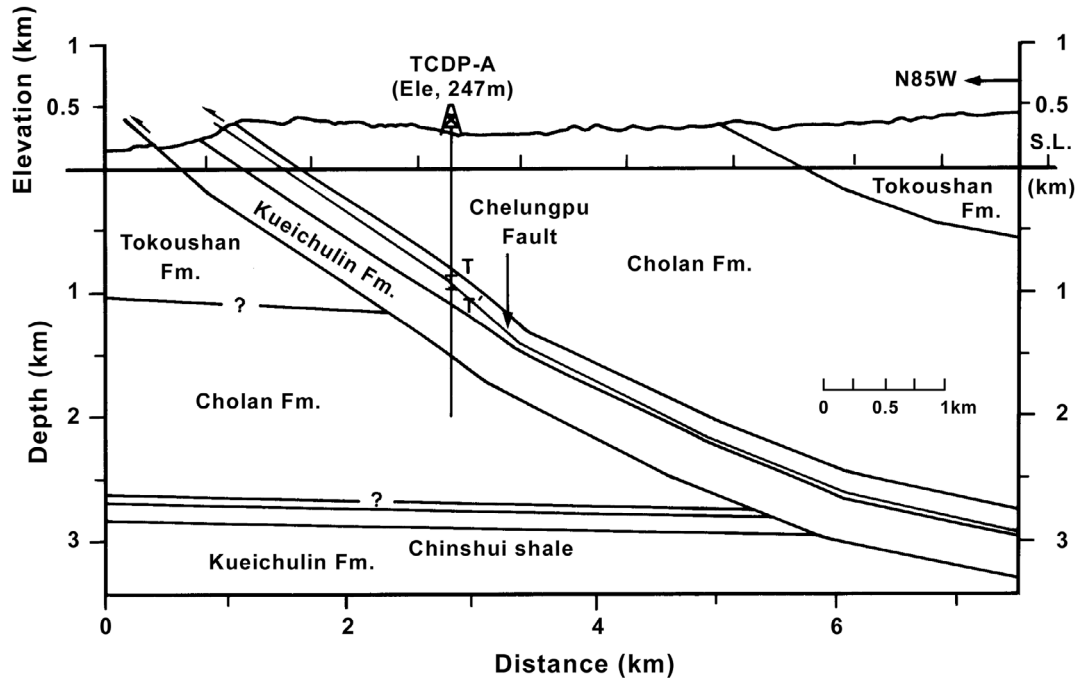 Elevation (km)
Depth (km)
1
0.5
0
1
2
3
TCDP-A
(Ele, 247m)
N85W
1
0.5
S.L.
(km)
1
2
3
Tokoushan
Fm.
Chelungpu
Fault
Cholan Fm.
Kueichulin Fm.
Tokoushan
Fm.
T
T'
?
Cholan Fm.
0 0.5 1km
?
Chinshui shale
Kueichulin Fm.
0 2 4 6
Distance (km)